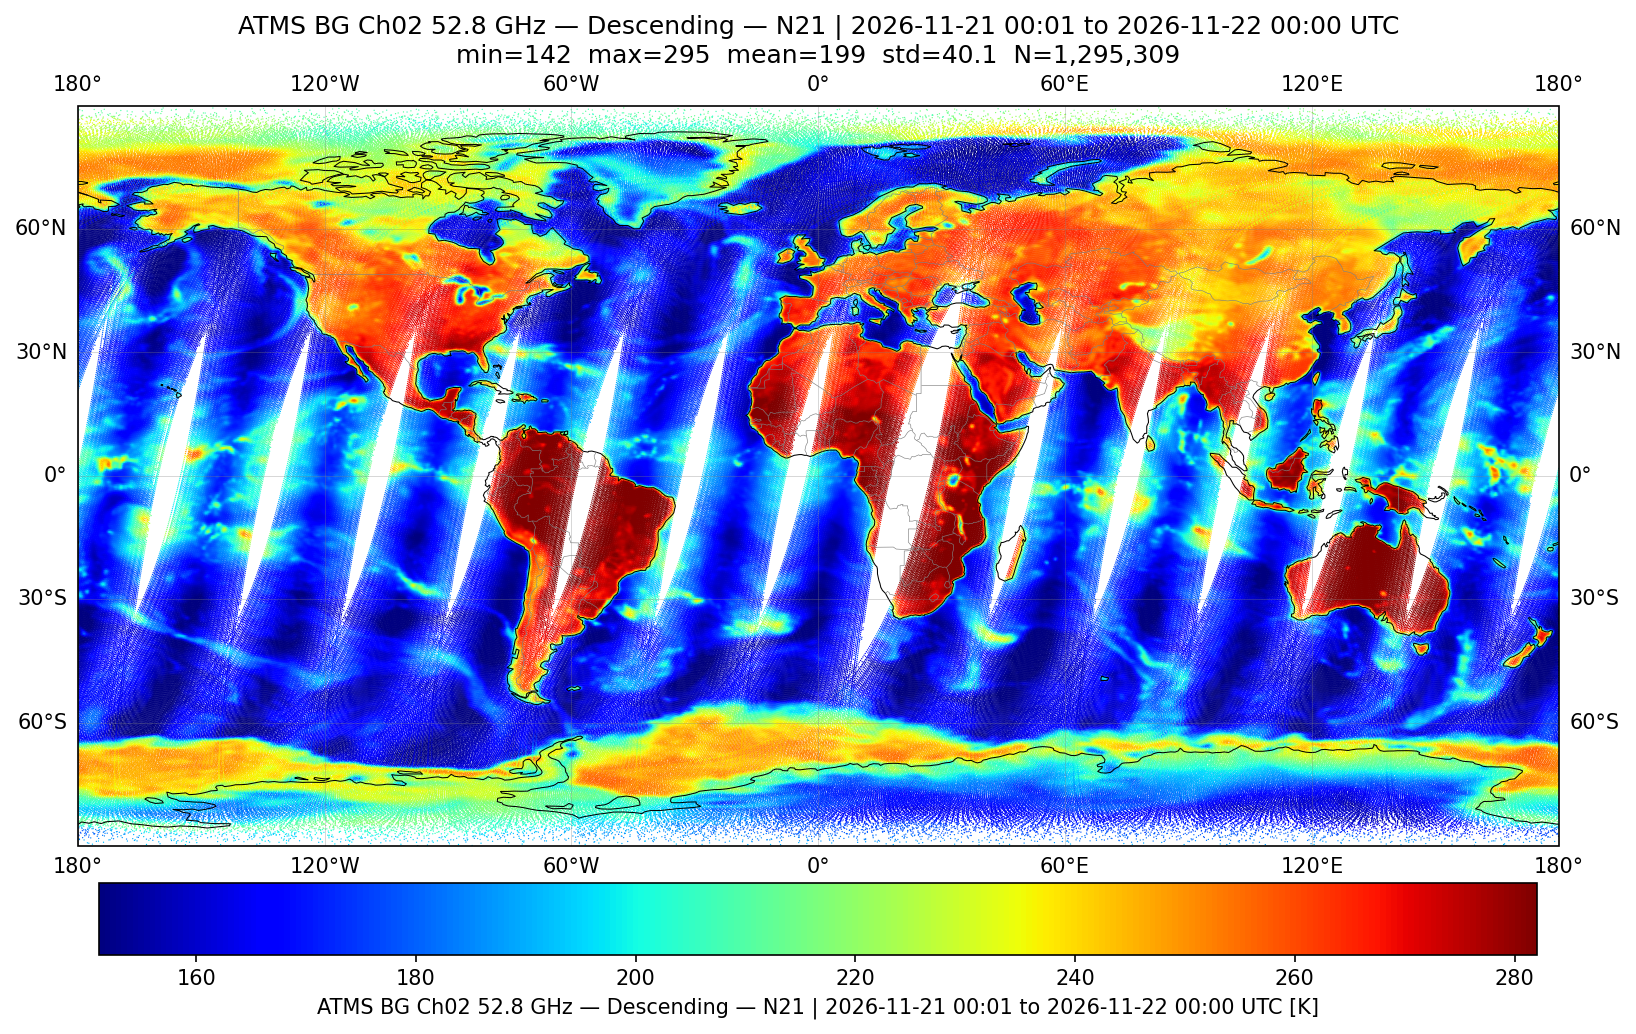 ATMS BG Ch02 52.8 GHz — Descending — N21 | 2026-11-21 00:01 to 2026-11-22 00:00 UTC
min=142 max=295 mean=199 std=40.1 N=1,295,309
180° 120°W 60°W 0° 60°E 120°E 180°
60°N 60°N
30°N 30°N
0° 0°
30°S 30°S
60°S 60°S
180° 120°W 60°W 0° 60°E 120°E 180°
160 180 200 220 240 260 280
ATMS BG Ch02 52.8 GHz — Descending — N21 | 2026-11-21 00:01 to 2026-11-22 00:00 UTC [K]